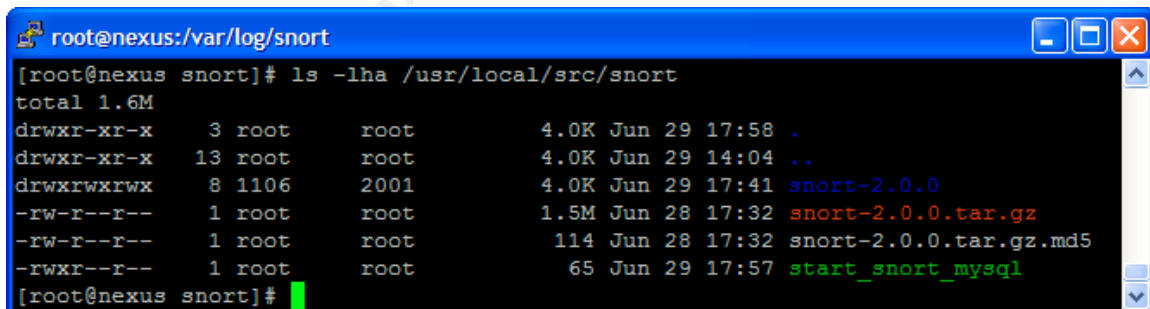 root@nexus:/var/log/snort
[root@nexus snort]# ls -lha /usr/local/src/snort
total 1.6M
drwxr-xr-x 3 root root 4.0K Jun 29 17:58 .
drwxr-xr-x 13 root root 4.0K Jun 29 14:04 ..
drwxrwxrwx 8 1106 2001 4.0K Jun 29 17:41 snort-2.0.0
-rw-r--r-- 1 root root 1.5M Jun 28 17:32 snort-2.0.0.tar.gz
-rw-r--r-- 1 root root 114 Jun 28 17:32 snort-2.0.0.tar.gz.md5
-rwxr--r-- 1 root root 65 Jun 29 17:57 start_snort_mysql
[root@nexus snort]#